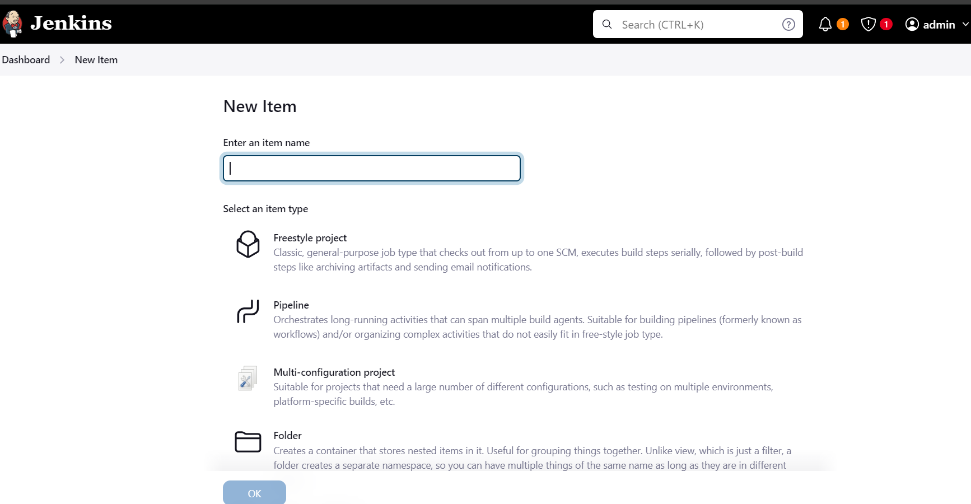 Jenkins
Search (CTRL+K)
1
1
admin
Dashboard > New Item
New Item
Enter an item name
Select an item type
Freestyle project
Classic, general-purpose job type that checks out from up to one SCM, executes build steps serially, followed by post-build
steps like archiving artifacts and sending email notifications.
Pipeline
Orchestrates long-running activities that can span multiple build agents. Suitable for building pipelines (formerly known as
workflows) and/or organizing complex activities that do not easily fit in free-style job type.
Multi-configuration project
Suitable for projects that need a large number of different configurations, such as testing on multiple environments,
platform-specific builds, etc.
Folder
Creates a container that stores nested items in it. Useful for grouping things together. Unlike view, which is just a filter, a
folder creates a separate namespace, so you can have multiple things of the same name as long as they are in different
OK